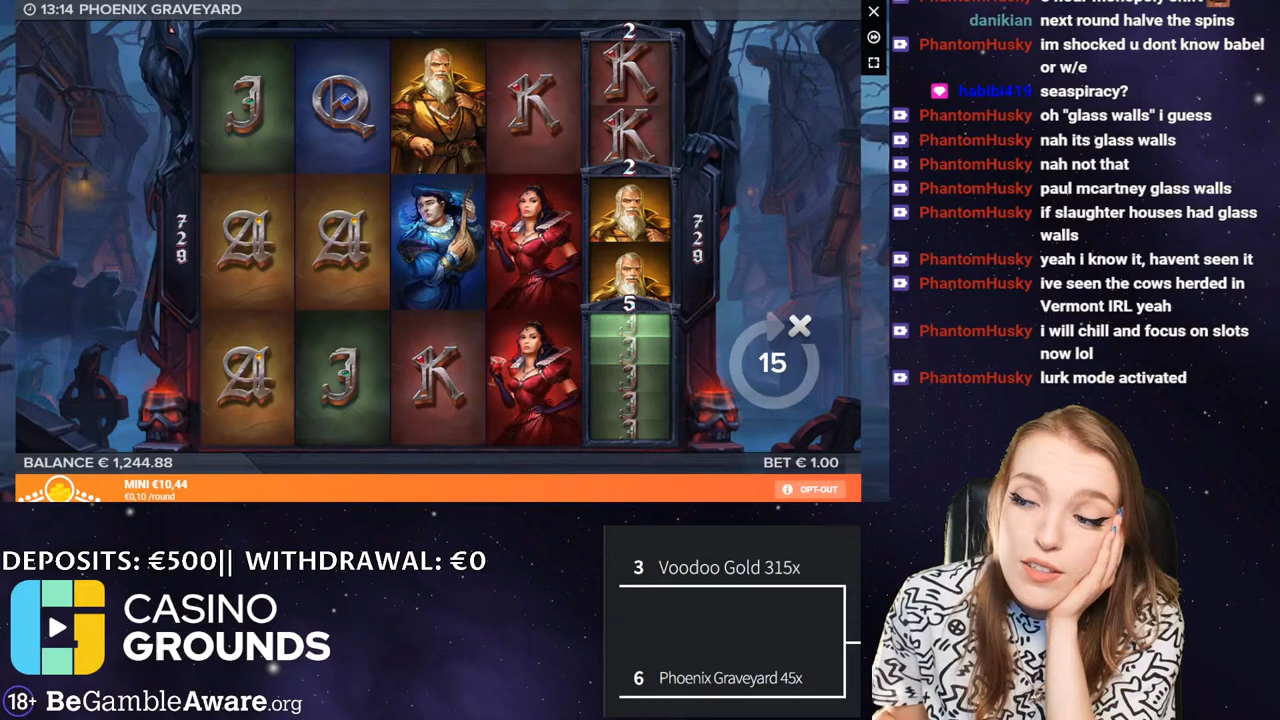 13:14 PHOENIX GRAVEYARD
2
2
5
J Q K K
K
A A
A J K
J
J
J
J
J
729
729
15
BALANCE € 1,244.88
BET € 1.00
MINI €10,44
€0,10 /round
OPT-OUT
danikian next round halve the spins
PhantomHusky im shocked u dont know babel
or w/e
habibi419 seaspiracy?
PhantomHusky oh "glass walls" i guess
PhantomHusky nah its glass walls
PhantomHusky nah not that
PhantomHusky paul mcartney glass walls
PhantomHusky if slaughter houses had glass
walls
PhantomHusky yeah i know it, havent seen it
PhantomHusky ive seen the cows herded in
Vermont IRL yeah
PhantomHusky i will chill and focus on slots
now lol
PhantomHusky lurk mode activated
DEPOSITS: €500|| WITHDRAWAL: €0
CASINO
GROUNDS
18+ BeGambleAware.org
3 Voodoo Gold 315x
6 Phoenix Graveyard 45x